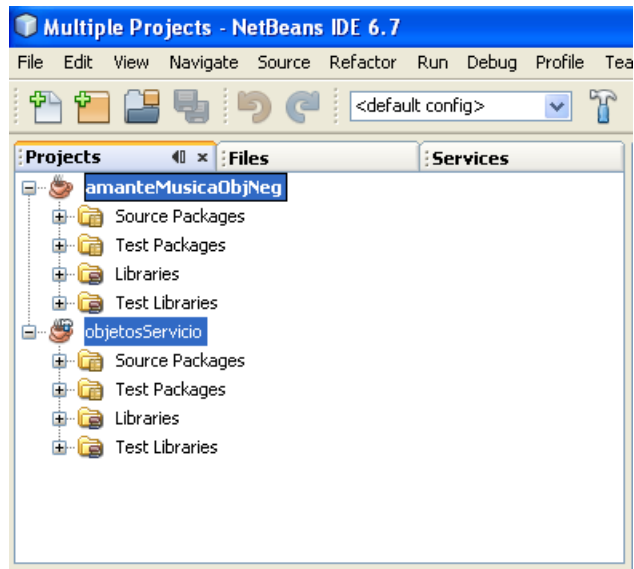 Multiple Projects - NetBeans IDE 6.7
File Edit View Navigate Source Refactor Run Debug Profile Tea
<default config>
Projects Files Services
amanteMusicaObjNeg
Source Packages
Test Packages
Libraries
Test Libraries
objetosServicio
Source Packages
Test Packages
Libraries
Test Libraries